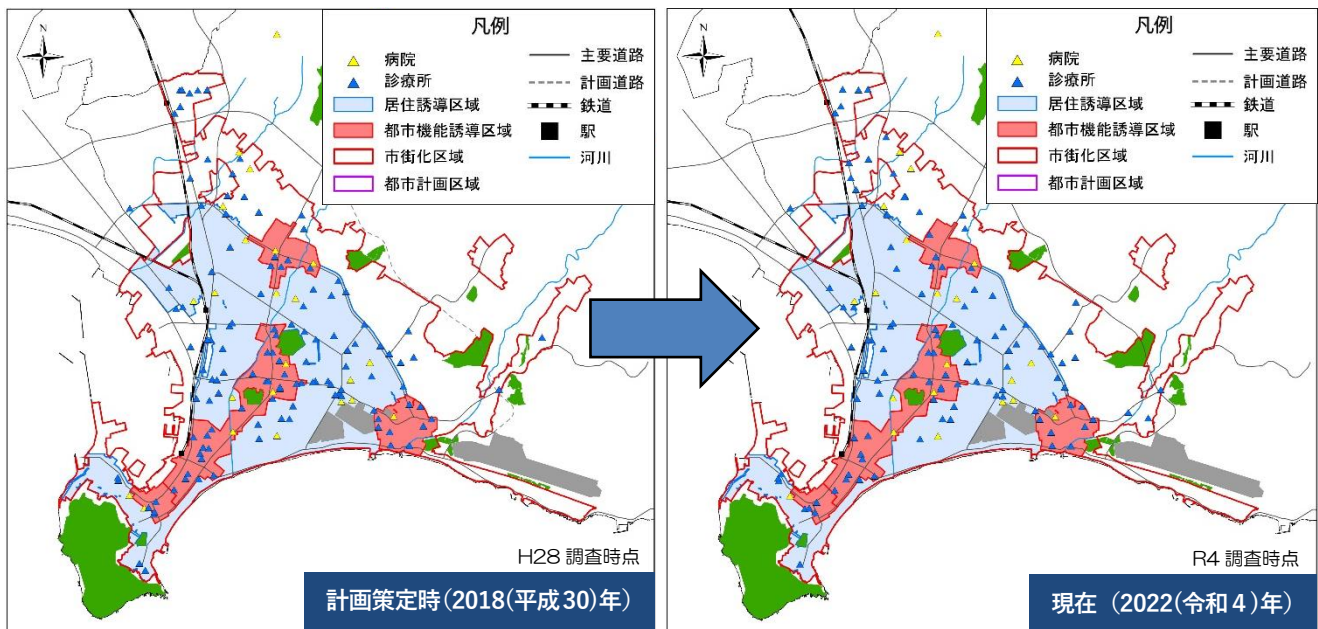 N
凡例
病院
診療所
居住誘導区域
都市機能誘導区域
市街化区域
都市計画区域
主要道路
計画道路
鉄道
駅
河川
H28 調査時点
計画策定時(2018(平成30)年)
N
凡例
病院
診療所
居住誘導区域
都市機能誘導区域
市街化区域
都市計画区域
主要道路
計画道路
鉄道
駅
河川
R4 調査時点
現在（2022(令和４)年）